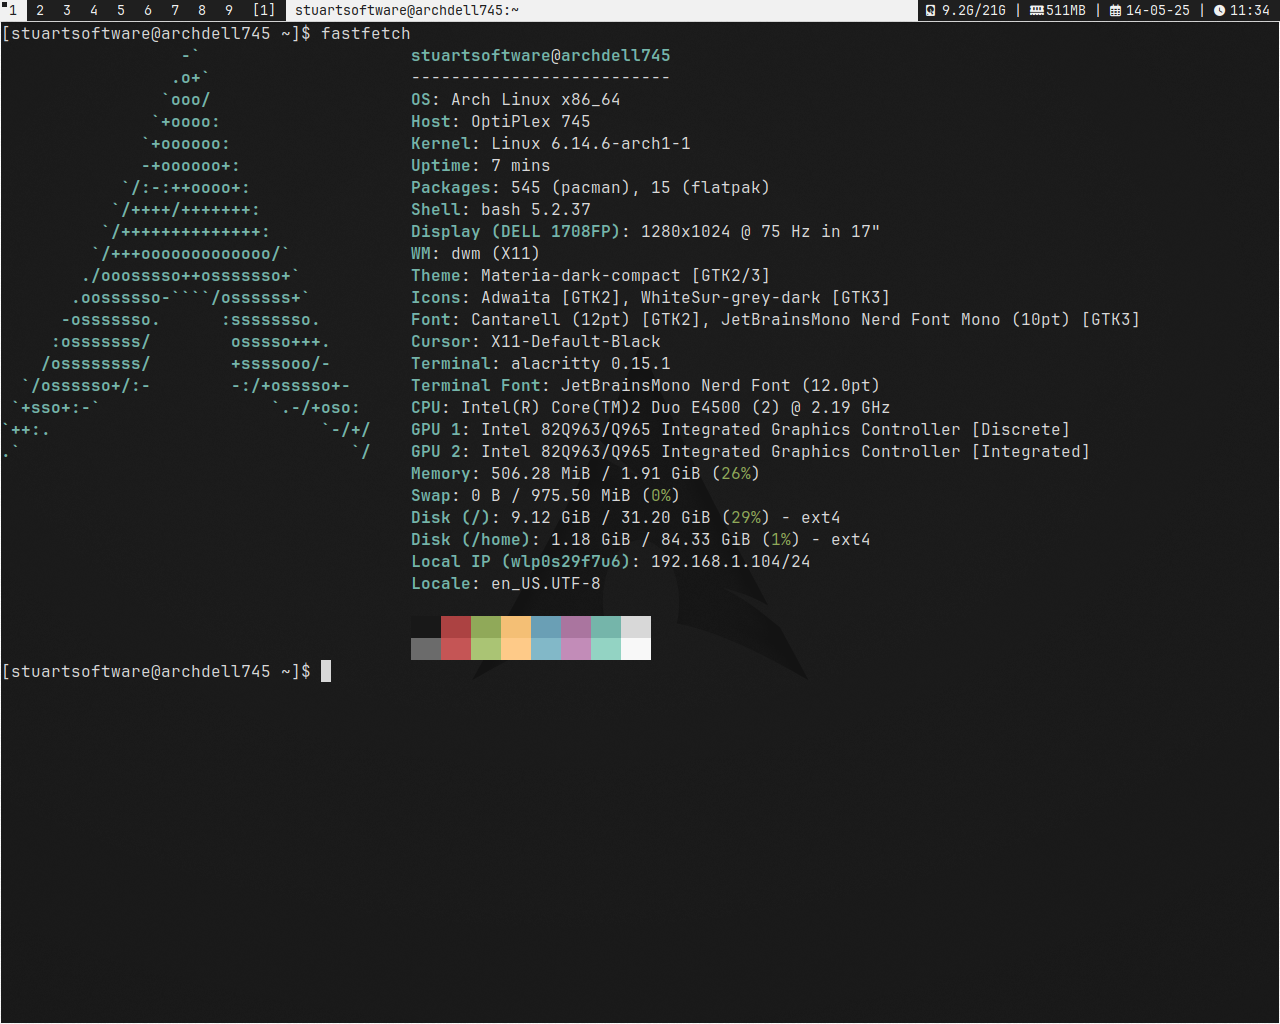 1 2 3 4 5 6 7 8 9 [1] stuartsoftware@archdell745:~ 9.2G/21G | 511MB | 14-05-25 | 11:34
[stuartsoftware@archdell745 ~]$ fastfetch
                  -`                     stuartsoftware@archdell745
                 .o+`                    --------------------------
                `ooo/                    OS: Arch Linux x86_64
               `+oooo:                   Host: OptiPlex 745
              `+oooooo:                  Kernel: Linux 6.14.6-arch1-1
              -+oooooo+:                 Uptime: 7 mins
            `/:-:++oooo+:                Packages: 545 (pacman), 15 (flatpak)
           `/++++/+++++++:               Shell: bash 5.2.37
          `/++++++++++++++:              Display (DELL 1708FP): 1280x1024 @ 75 Hz in 17"
         `/+++ooooooooooooo/`            WM: dwm (X11)
        ./ooosssso++osssssso+`           Theme: Materia-dark-compact [GTK2/3]
       .oossssso-````/ossssss+`          Icons: Adwaita [GTK2], WhiteSur-grey-dark [GTK3]
      -osssssso.      :ssssssso.         Font: Cantarell (12pt) [GTK2], JetBrainsMono Nerd Font Mono (10pt) [GTK3]
     :osssssss/        osssso+++.        Cursor: X11-Default-Black
    /ossssssss/        +ssssooo/-        Terminal: alacritty 0.15.1
  `/ossssso+/:-        -:/+osssso+-      Terminal Font: JetBrainsMono Nerd Font (12.0pt)
 `+sso+:-`                 `.-/+oso:     CPU: Intel(R) Core(TM)2 Duo E4500 (2) @ 2.19 GHz
`++:.                           `-/+/    GPU 1: Intel 82Q963/Q965 Integrated Graphics Controller [Discrete]
.`                                 `/    GPU 2: Intel 82Q963/Q965 Integrated Graphics Controller [Integrated]
                                         Memory: 506.28 MiB / 1.91 GiB (26%)
                                         Swap: 0 B / 975.50 MiB (0%)
                                         Disk (/): 9.12 GiB / 31.20 GiB (29%) - ext4
                                         Disk (/home): 1.18 GiB / 84.33 GiB (1%) - ext4
                                         Local IP (wlp0s29f7u6): 192.168.1.104/24
                                         Locale: en_US.UTF-8
[stuartsoftware@archdell745 ~]$